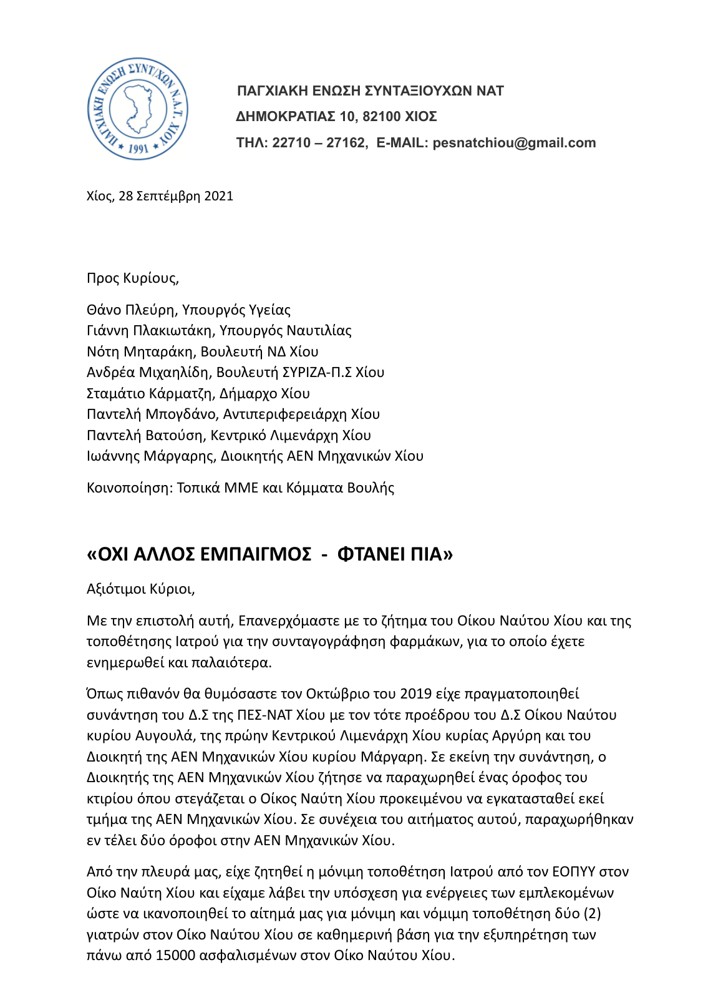 ΠΑΓΧΙΑΚΗ ΕΝΩΣΗ ΣΥΝΤ/ΧΩΝ Ν.Α.Τ. ΧΙΟΥ
★ 1991 ★
ΠΑΓΧΙΑΚΗ ΕΝΩΣΗ ΣΥΝΤΑΞΙΟΥΧΩΝ ΝΑΤ
ΔΗΜΟΚΡΑΤΙΑΣ 10, 82100 ΧΙΟΣ
ΤΗΛ: 22710 – 27162, E-MAIL: pesnatchiou@gmail.com
Χίος, 28 Σεπτέμβρη 2021
Προς Κυρίους,
Θάνο Πλεύρη, Υπουργός Υγείας
Γιάννη Πλακιωτάκη, Υπουργός Ναυτιλίας
Νότη Μηταράκη, Βουλευτή ΝΔ Χίου
Ανδρέα Μιχαηλίδη, Βουλευτή ΣΥΡΙΖΑ-Π.Σ Χίου
Σταμάτιο Κάρματζη, Δήμαρχο Χίου
Παντελή Μπογδάνο, Αντιπεριφερειάρχη Χίου
Παντελή Βατούση, Κεντρικό Λιμενάρχη Χίου
Ιωάννης Μάργαρης, Διοικητής ΑΕΝ Μηχανικών Χίου
Κοινοποίηση: Τοπικά ΜΜΕ και Κόμματα Βουλής
«ΟΧΙ ΑΛΛΟΣ ΕΜΠΑΙΓΜΟΣ - ΦΤΑΝΕΙ ΠΙΑ»
Αξιότιμοι Κύριοι,
Με την επιστολή αυτή, Επανερχόμαστε με το ζήτημα του Οίκου Ναύτου Χίου και της
τοποθέτησης Ιατρού για την συνταγογράφηση φαρμάκων, για το οποίο έχετε
ενημερωθεί και παλαιότερα.
Όπως πιθανόν θα θυμόσαστε τον Οκτώβριο του 2019 είχε πραγματοποιηθεί
συνάντηση του Δ.Σ της ΠΕΣ-ΝΑΤ Χίου με τον τότε προέδρου του Δ.Σ Οίκου Ναύτου
κυρίου Αυγουλά, της πρώην Κεντρικού Λιμενάρχη Χίου κυρίας Αργύρη και του
Διοικητή της ΑΕΝ Μηχανικών Χίου κυρίου Μάργαρη. Σε εκείνη την συνάντηση, ο
Διοικητής της ΑΕΝ Μηχανικών Χίου ζήτησε να παραχωρηθεί ένας όροφος του
κτιρίου όπου στεγάζεται ο Οίκος Ναύτη Χίου προκειμένου να εγκατασταθεί εκεί
τμήμα της ΑΕΝ Μηχανικών Χίου. Σε συνέχεια του αιτήματος αυτού, παραχωρήθηκαν
εν τέλει δύο όροφοι στην ΑΕΝ Μηχανικών Χίου.
Από την πλευρά μας, είχε ζητηθεί η μόνιμη τοποθέτηση Ιατρού από τον ΕΟΠΥΥ στον
Οίκο Ναύτη Χίου και είχαμε λάβει την υπόσχεση για ενέργειες των εμπλεκομένων
ώστε να ικανοποιηθεί το αίτημά μας για μόνιμη και νόμιμη τοποθέτηση δύο (2)
γιατρών στον Οίκο Ναύτου Χίου σε καθημερινή βάση για την εξυπηρέτηση των
πάνω από 15000 ασφαλισμένων στον Οίκο Ναύτου Χίου.